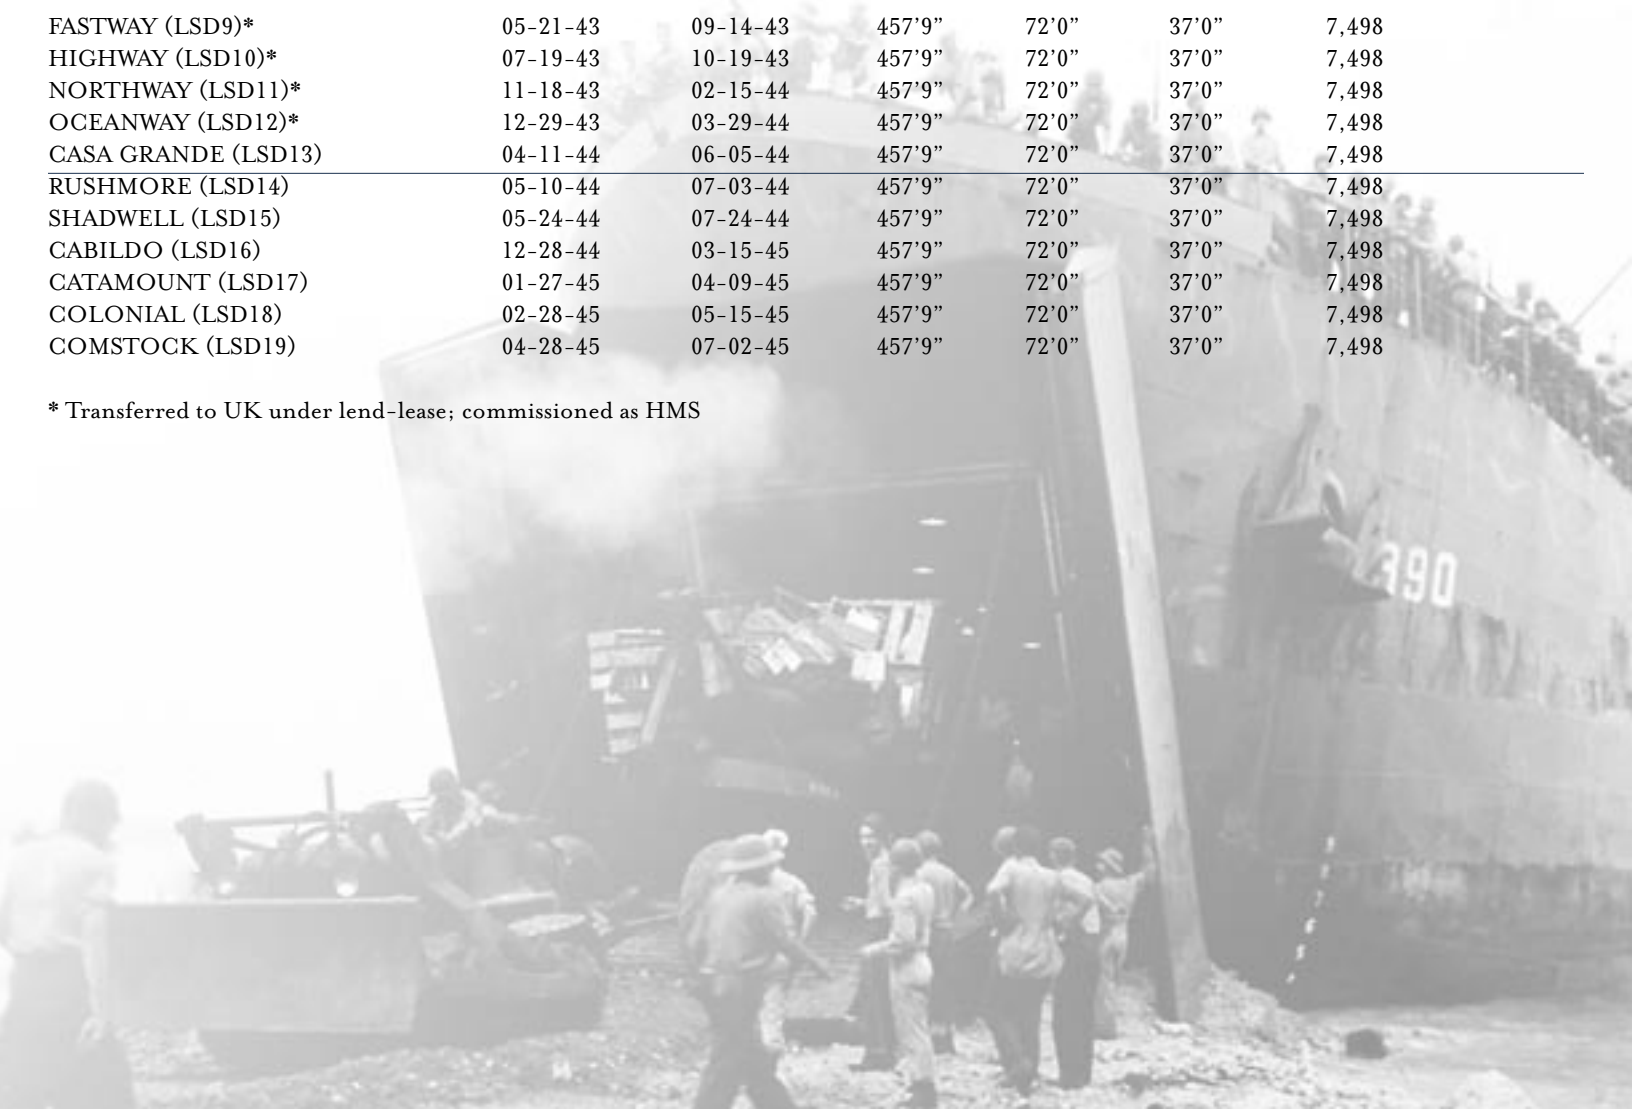 FASTWAY (LSD9)* 05-21-43 09-14-43 457’9” 72’0” 37’0” 7,498
HIGHWAY (LSD10)* 07-19-43 10-19-43 457’9” 72’0” 37’0” 7,498
NORTHWAY (LSD11)* 11-18-43 02-15-44 457’9” 72’0” 37’0” 7,498
OCEANWAY (LSD12)* 12-29-43 03-29-44 457’9” 72’0” 37’0” 7,498
CASA GRANDE (LSD13) 04-11-44 06-05-44 457’9” 72’0” 37’0” 7,498
RUSHMORE (LSD14) 05-10-44 07-03-44 457’9” 72’0” 37’0” 7,498
SHADWELL (LSD15) 05-24-44 07-24-44 457’9” 72’0” 37’0” 7,498
CABILDO (LSD16) 12-28-44 03-15-45 457’9” 72’0” 37’0” 7,498
CATAMOUNT (LSD17) 01-27-45 04-09-45 457’9” 72’0” 37’0” 7,498
COLONIAL (LSD18) 02-28-45 05-15-45 457’9” 72’0” 37’0” 7,498
COMSTOCK (LSD19) 04-28-45 07-02-45 457’9” 72’0” 37’0” 7,498
* Transferred to UK under lend-lease; commissioned as HMS
390